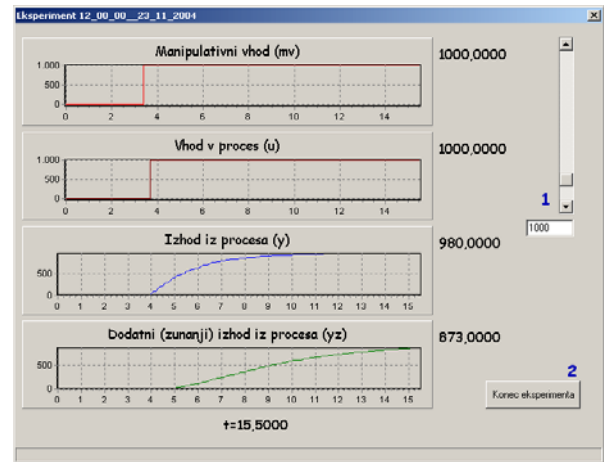 Eksperiment 12_00_00__23_11_2004
Manipulativni vhod (mv)
1000,0000
1.000
500
0
0 2 4 6 8 10 12 14
Vhod v proces (u)
1000,0000
1.000
500
0
0 2 4 6 8 10 12 14
1
1000
Izhod iz procesa (y)
980,0000
500
0
0 1 2 3 4 5 6 7 8 9 10 11 12 13 14 15
Dodatni (zunanji) izhod iz procesa (yz)
873,0000
500
0
0 1 2 3 4 5 6 7 8 9 10 11 12 13 14 15
2
Konec eksperimenta
t=15,5000